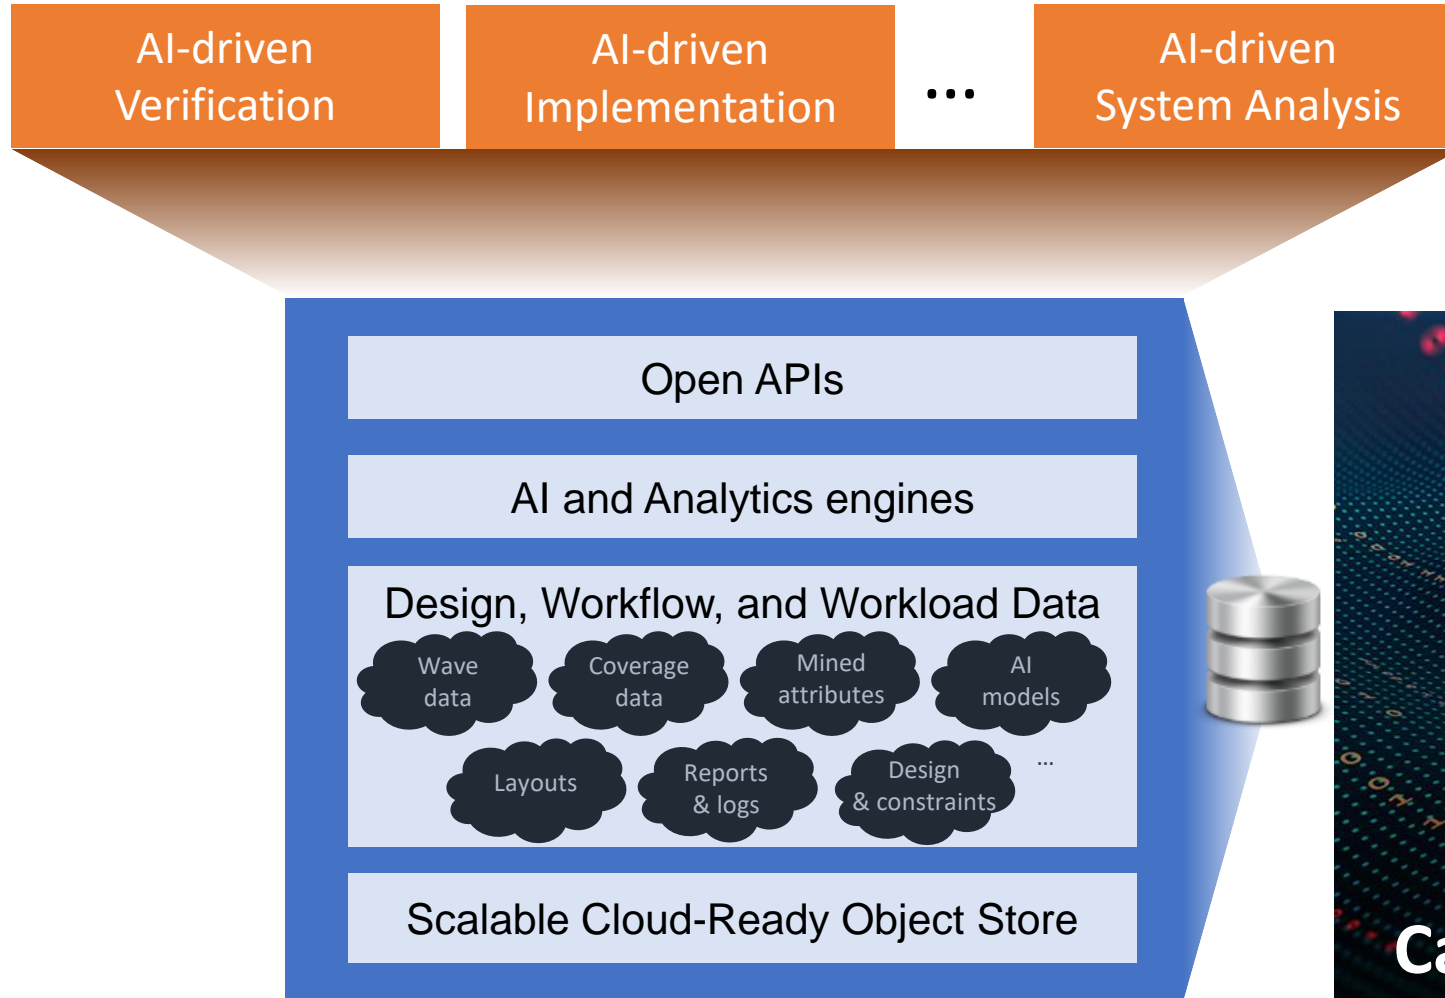 AI-driven
Verification
AI-driven
Implementation
...
AI-driven
System Analysis
Open APIs
AI and Analytics engines
Design, Workflow, and Workload Data
Wave
data
Coverage
data
Mined
attributes
AI
models
Layouts
Reports
& logs
Design
& constraints
...
Scalable Cloud-Ready Object Store